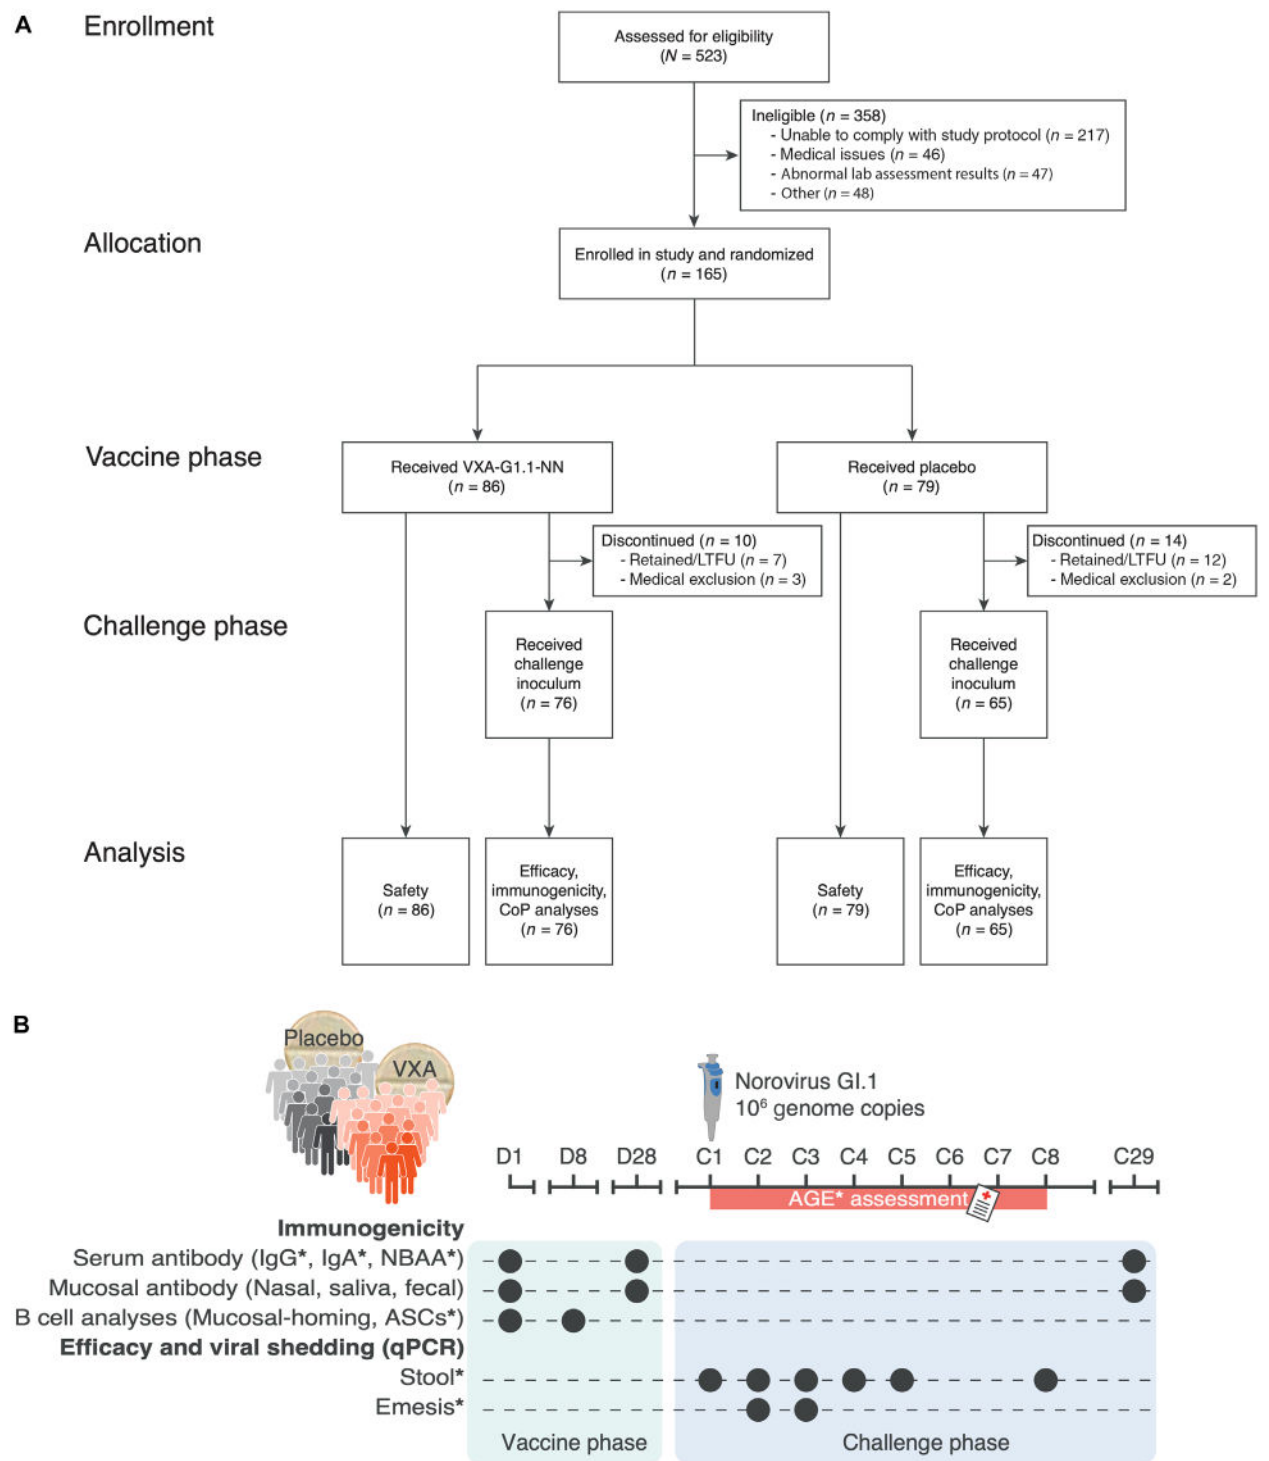 A
Enrollment
Assessed for eligibility
(N = 523)
Ineligible (n = 358)
- Unable to comply with study protocol (n = 217)
- Medical issues (n = 46)
- Abnormal lab assessment results (n = 47)
- Other (n = 48)
Allocation
Enrolled in study and randomized
(n = 165)
Vaccine phase
Received VXA-G1.1-NN
(n = 86)
Received placebo
(n = 79)
Discontinued (n = 10)
- Retained/LTFU (n = 7)
- Medical exclusion (n = 3)
Discontinued (n = 14)
- Retained/LTFU (n = 12)
- Medical exclusion (n = 2)
Challenge phase
Received
challenge
inoculum
(n = 76)
Received
challenge
inoculum
(n = 65)
Analysis
Safety
(n = 86)
Efficacy,
immunogenicity,
CoP analyses
(n = 76)
Safety
(n = 79)
Efficacy,
immunogenicity,
CoP analyses
(n = 65)
B
Placebo
VXA
Norovirus GI.1
10⁶ genome copies
D1 D8 D28 C1 C2 C3 C4 C5 C6 C7 C8 C29
AGE* assessment
Immunogenicity
Serum antibody (IgG*, IgA*, NBAA*)
Mucosal antibody (Nasal, saliva, fecal)
B cell analyses (Mucosal-homing, ASCs*)
Efficacy and viral shedding (qPCR)
Stool*
Emesis*
Vaccine phase
Challenge phase